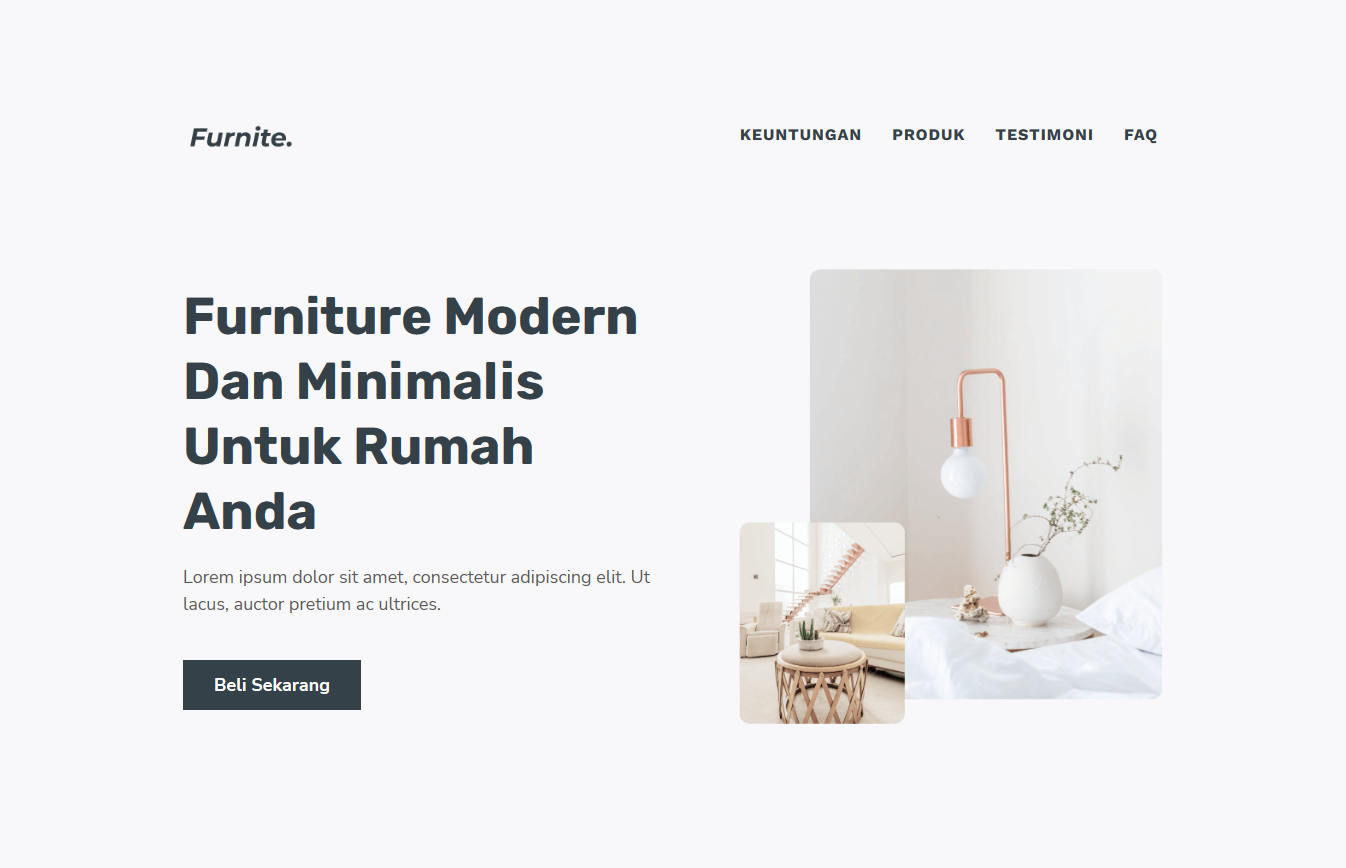 Furnite.
KEUNTUNGAN PRODUK TESTIMONI FAQ
Furniture Modern
Dan Minimalis
Untuk Rumah
Anda
Lorem ipsum dolor sit amet, consectetur adipiscing elit. Ut
lacus, auctor pretium ac ultrices.
Beli Sekarang